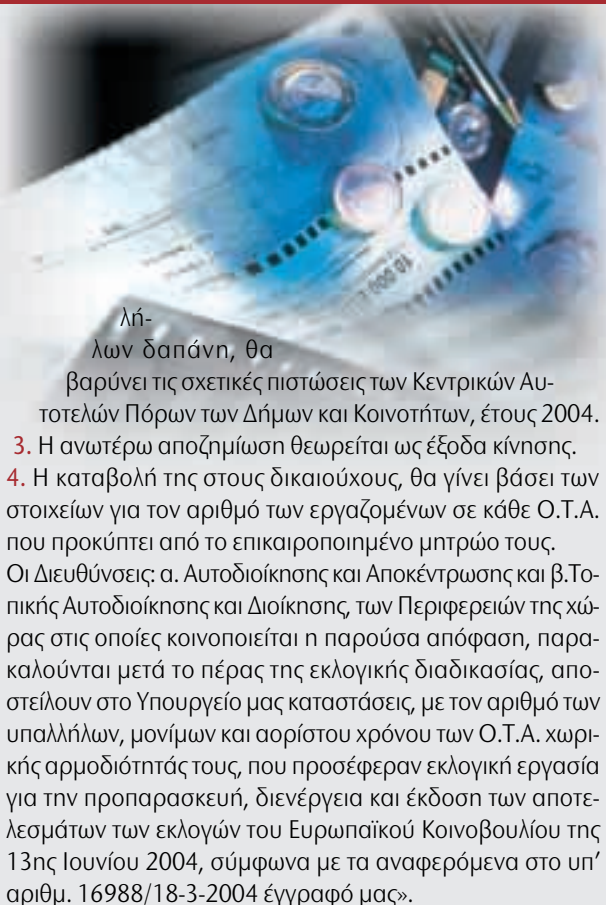 λή-
λων δαπάνη, θα
βαρύνει τις σχετικές πιστώσεις των Κεντρικών Αυ-
τοτελών Πόρων των Δήμων και Κοινοτήτων, έτους 2004.
3. Η ανωτέρω αποζημίωση θεωρείται ως έξοδα κίνησης.
4. Η καταβολή της στους δικαιούχους, θα γίνει βάσει των
στοιχείων για τον αριθμό των εργαζομένων σε κάθε Ο.Τ.Α.
που προκύπτει από το επικαιροποιημένο μητρώο τους.
Οι Διευθύνσεις: α. Αυτοδιοίκησης και Αποκέντρωσης και β.Το-
πικής Αυτοδιοίκησης και Διοίκησης, των Περιφερειών της χώ-
ρας στις οποίες κοινοποιείται η παρούσα απόφαση, παρα-
καλούνται μετά το πέρας της εκλογικής διαδικασίας, απο-
στείλουν στο Υπουργείο μας καταστάσεις, με τον αριθμό των
υπαλλήλων, μονίμων και αορίστου χρόνου των Ο.Τ.Α. χωρι-
κής αρμοδιότητάς τους, που προσέφεραν εκλογική εργασία
για την προπαρασκευή, διενέργεια και έκδοση των αποτε-
λεσμάτων των εκλογών του Ευρωπαϊκού Κοινοβουλίου της
13ης Ιουνίου 2004, σύμφωνα με τα αναφερόμενα στο υπ’
αριθμ. 16988/18-3-2004 έγγραφό μας».